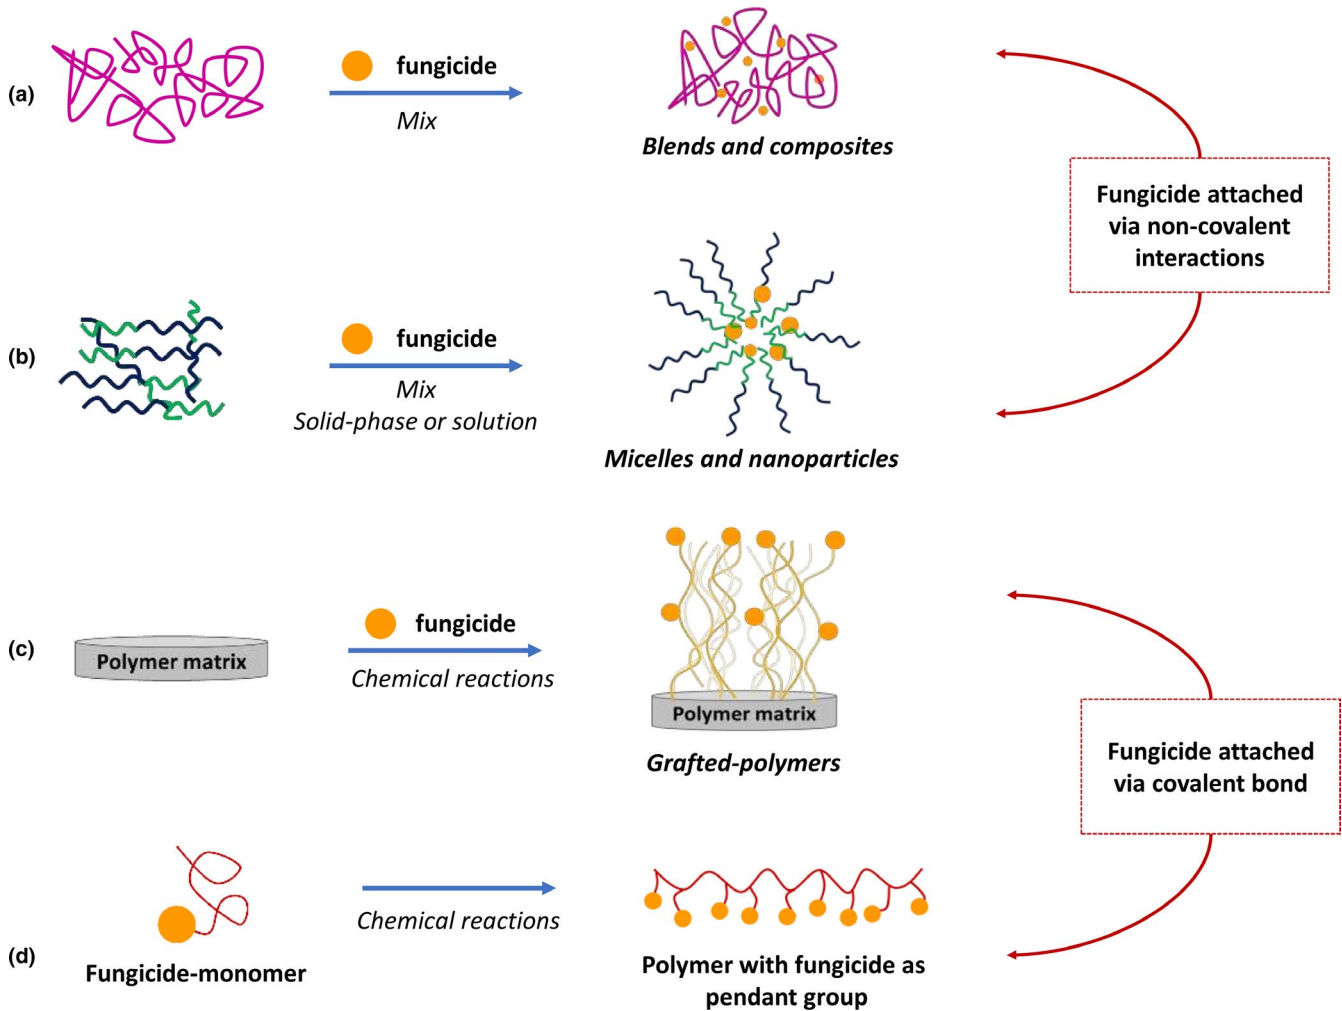 (a)
fungicide
Mix
Blends and composites
Fungicide attached
via non-covalent
interactions
(b)
fungicide
Mix
Solid-phase or solution
Micelles and nanoparticles
(c)
Polymer matrix
fungicide
Chemical reactions
Polymer matrix
Grafted-polymers
Fungicide attached
via covalent bond
(d)
Fungicide-monomer
Chemical reactions
Polymer with fungicide as
pendant group